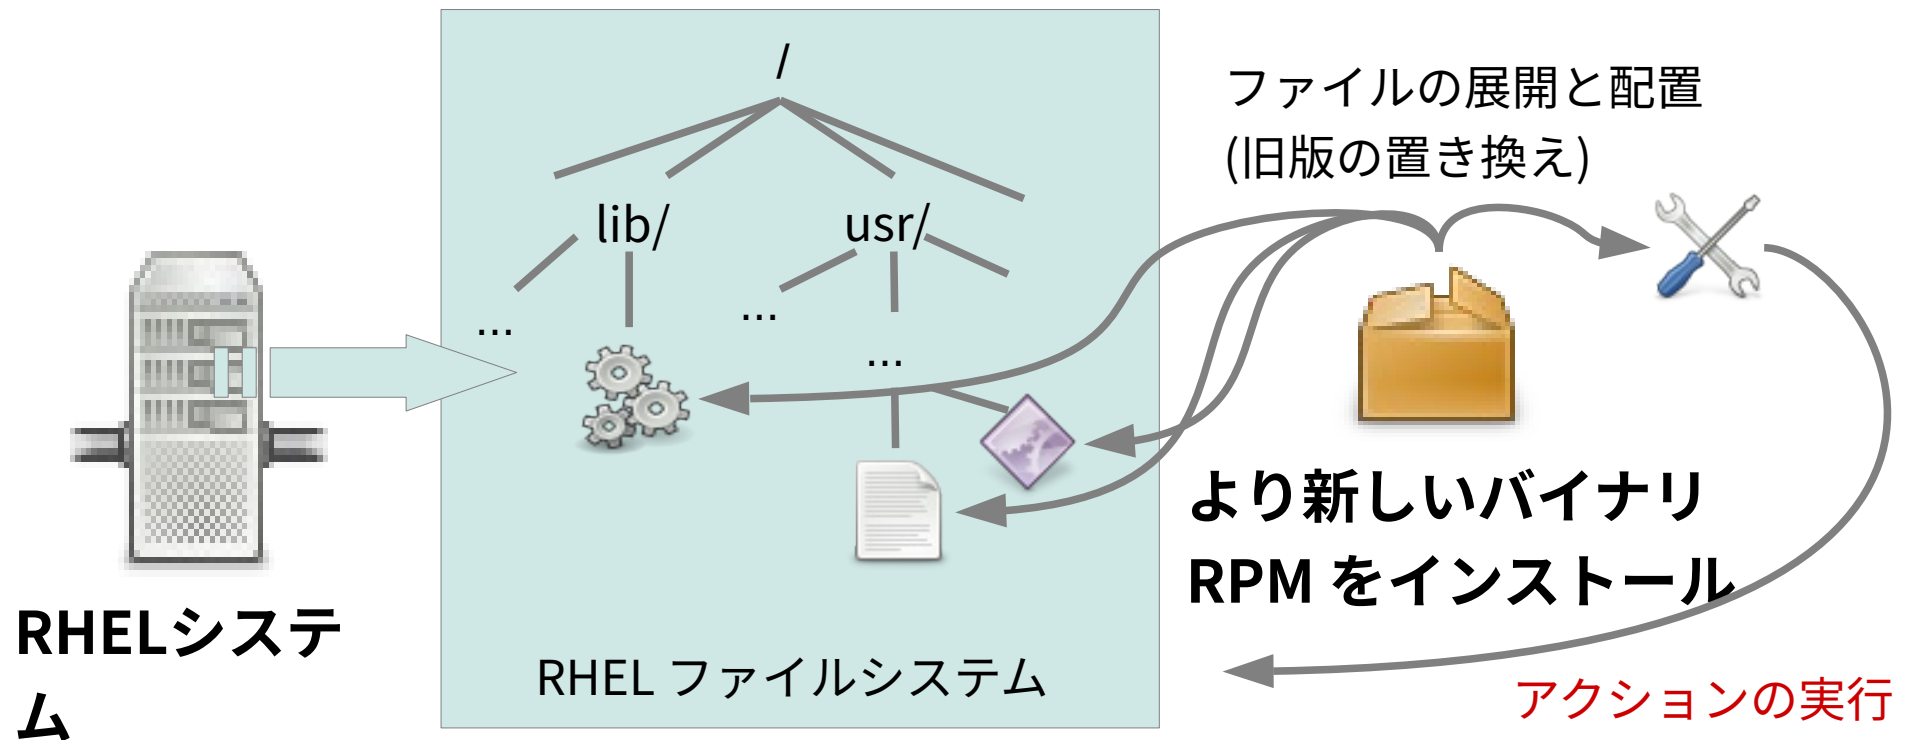 /
ファイルの展開と配置
(旧版の置き換え)
lib/
usr/
...
...
...
より新しいバイナリ
RPM をインストール
RHELシステ
ム
RHEL ファイルシステム
アクションの実行